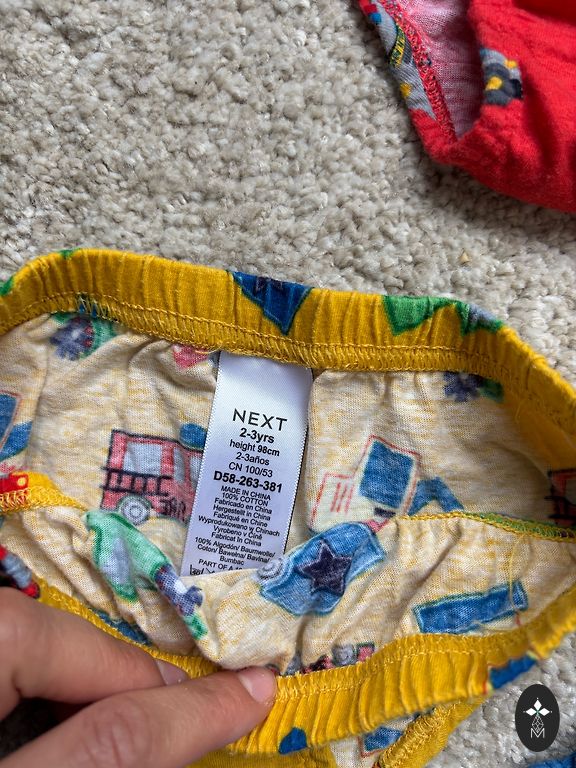 NEXT
2-3yrs
height 98cm
2-3años
CN 100/53
D58-263-381
MADE IN CHINA
100% COTTON
Fabricado en China
Hergestellt in China
Fabriqué en Chine
Wyprodukowano w Chinach
Vyrobeno v Číně
Fabricat în China
100% Algodón/ Baumwolle/
Coton/ Bawełna/ Bavlna/
Bumbac
PART OF A
M